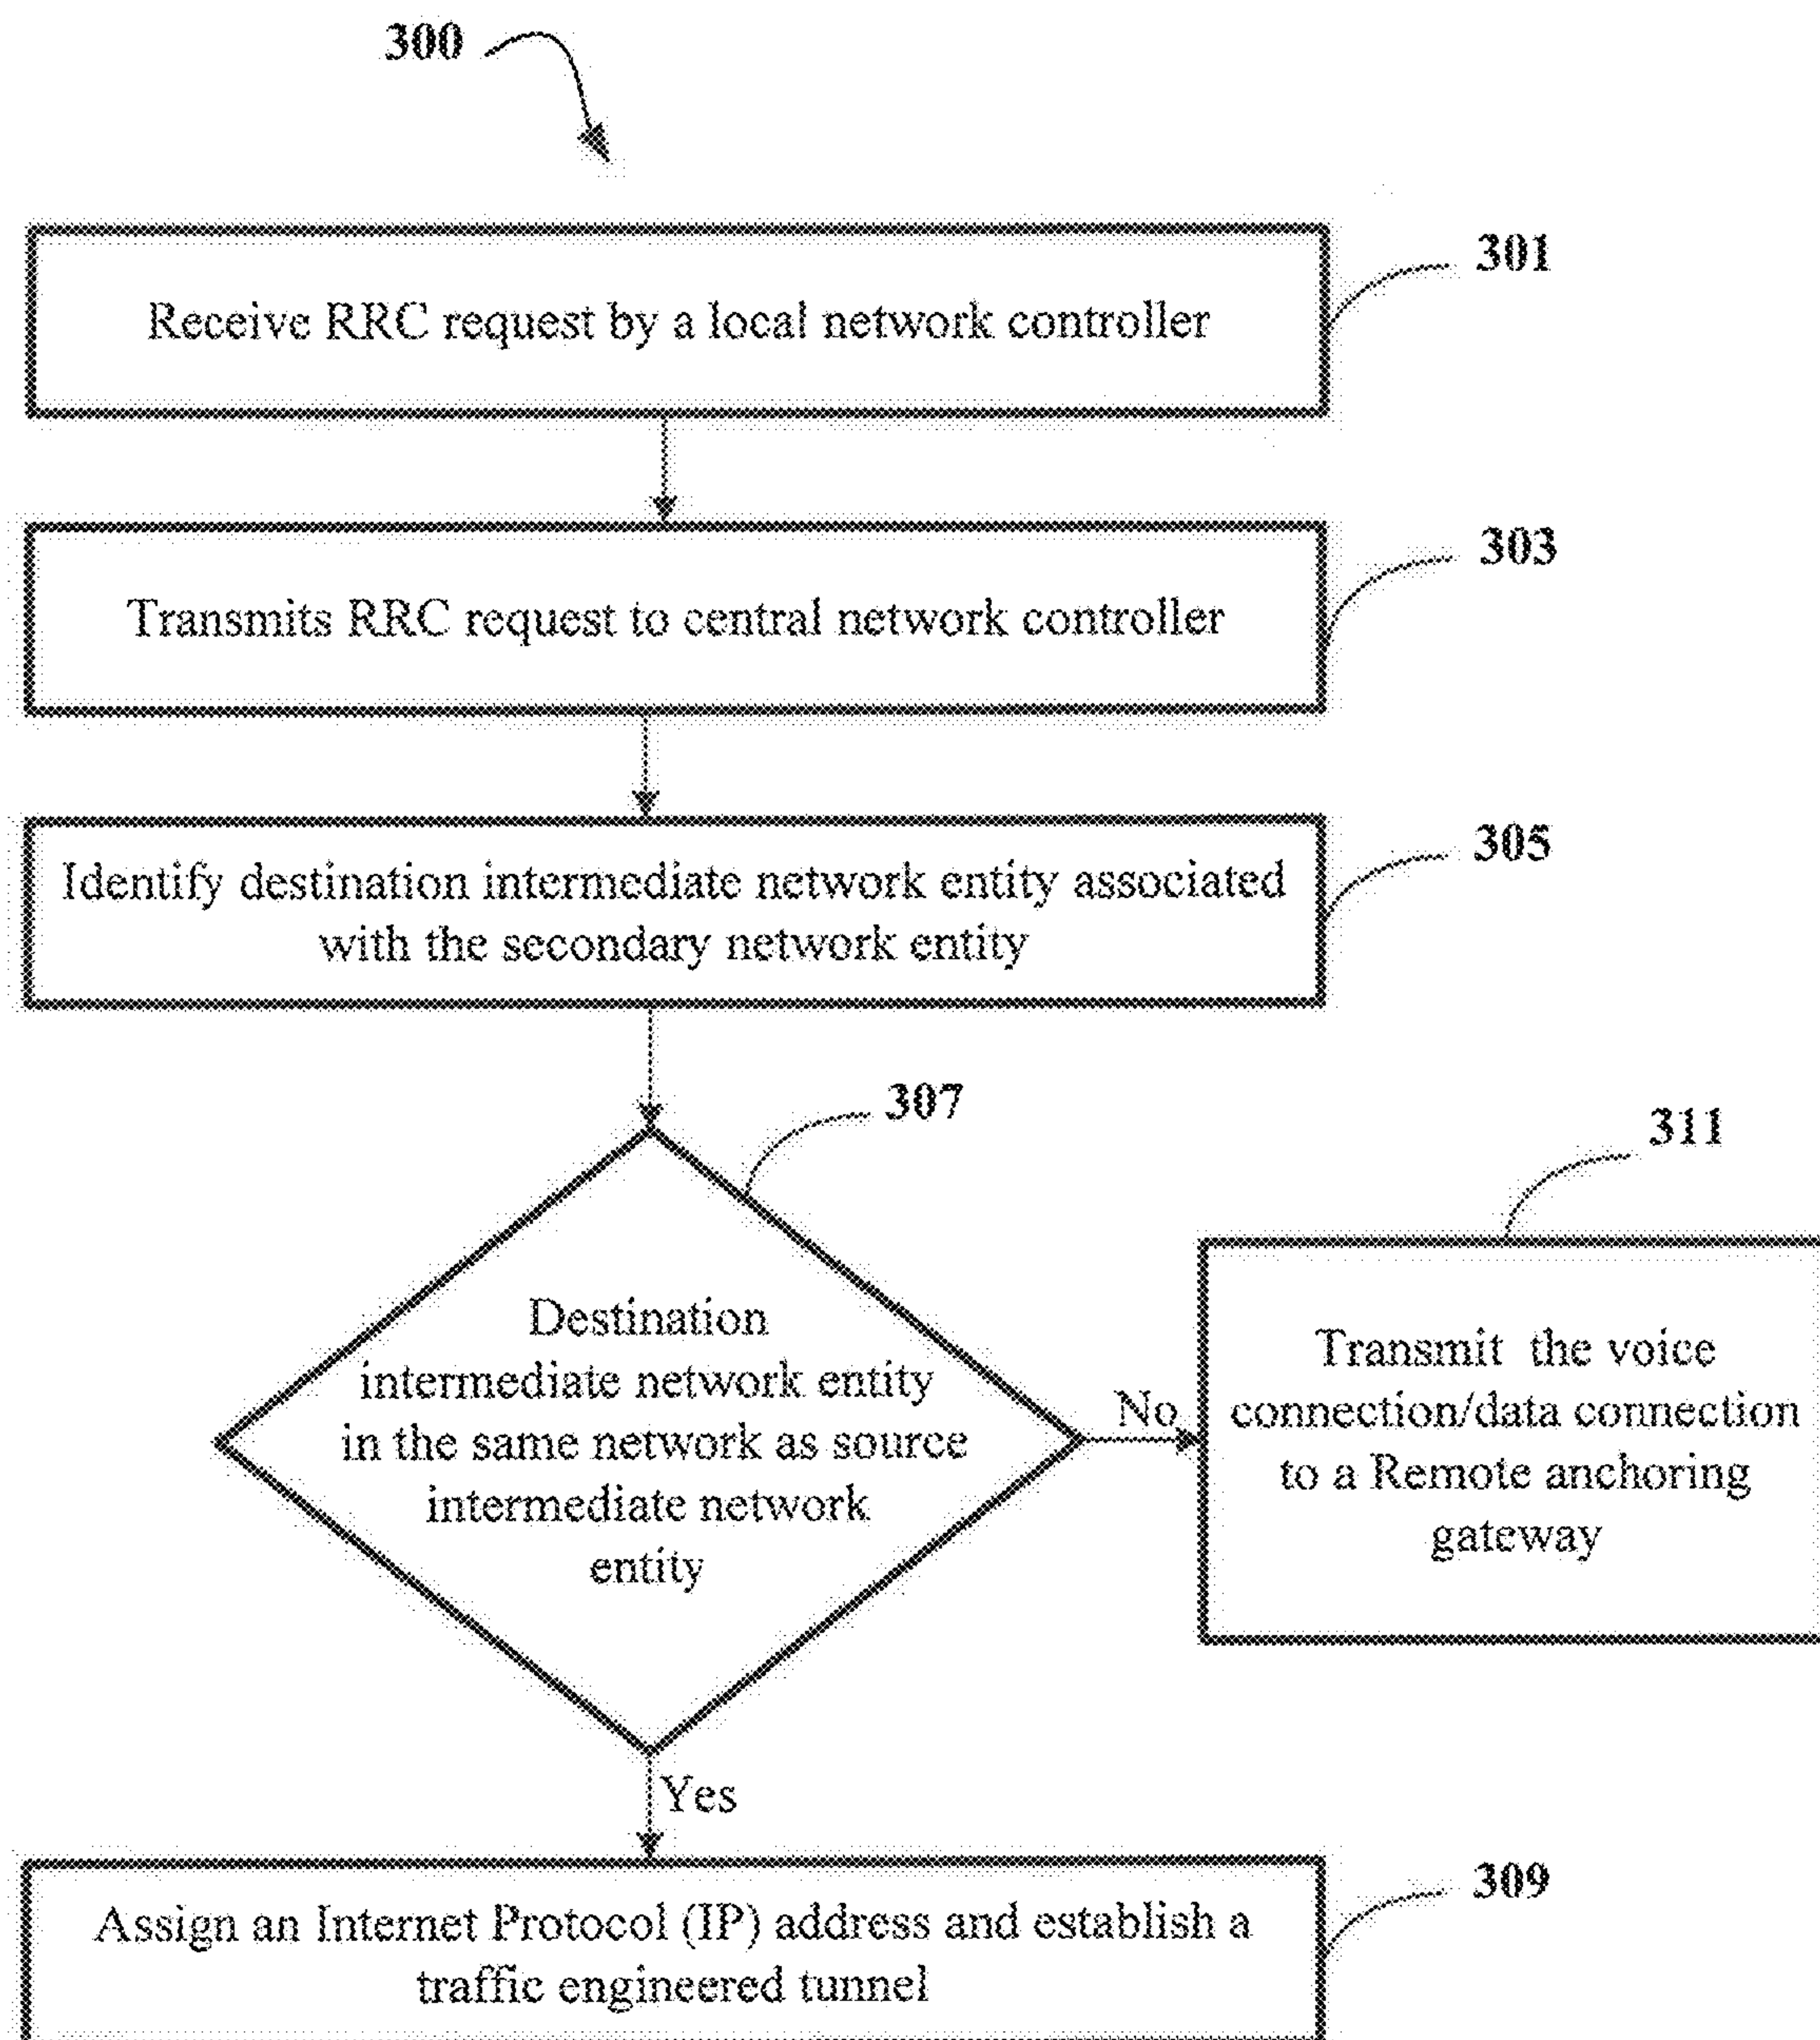 300
301
Receive RRC request by a local network controller
303
Transmits RRC request to central network controller
305
Identify destination intermediate network entity associated
with the secondary network entity
307
311
Destination
intermediate network entity
in the same network as source
intermediate network
entity
No
Transmit the voice
connection/data connection
to a Remote anchoring
gateway
Yes
309
Assign an Internet Protocol (IP) address and establish a
traffic engineered tunnel